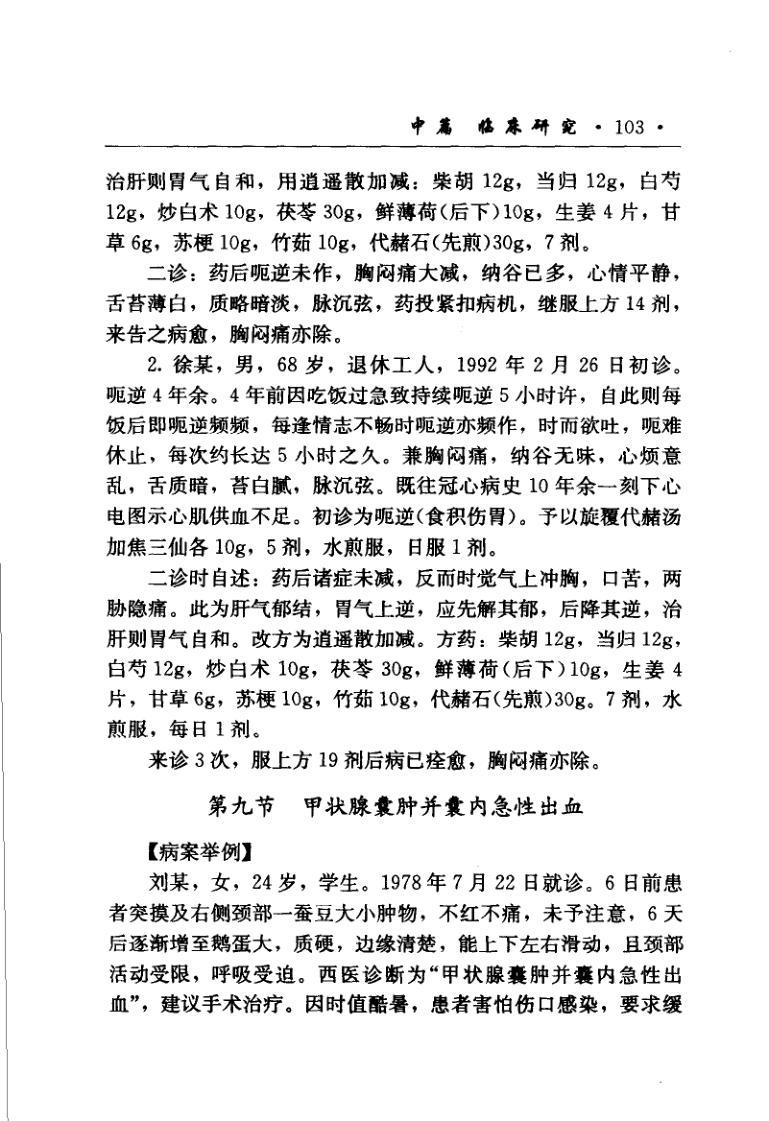 中篇 临床研究 · 103 ·
治肝则胃气自和，用逍遥散加减：柴胡 12g，当归 12g，白芍
12g，炒白术 10g，茯苓 30g，鲜薄荷(后下)10g，生姜 4 片，甘
草 6g，苏梗 10g，竹茹 10g，代赭石(先煎)30g，7 剂。
二诊：药后呃逆未作，胸闷痛大减，纳谷已多，心情平静，
舌苔薄白，质略暗淡，脉沉弦，药投紧扣病机，继服上方 14 剂，
来告之病愈，胸闷痛亦除。
2. 徐某，男，68 岁，退休工人，1992 年 2 月 26 日初诊。
呃逆 4 年余。4 年前因吃饭过急致持续呃逆 5 小时许，自此则每
饭后即呃逆频频，每逢情志不畅时呃逆亦频作，时而欲吐，呃难
休止，每次约长达 5 小时之久。兼胸闷痛，纳谷无味，心烦意
乱，舌质暗，苔白腻，脉沉弦。既往冠心病史 10 年余一刻下心
电图示心肌供血不足。初诊为呃逆(食积伤胃)。予以旋覆代赭汤
加焦三仙各 10g，5 剂，水煎服，日服 1 剂。
二诊时自述：药后诸症未减，反而时觉气上冲胸，口苦，两
胁隐痛。此为肝气郁结，胃气上逆，应先解其郁，后降其逆，治
肝则胃气自和。改方为逍遥散加减。方药：柴胡 12g，当归 12g，
白芍 12g，炒白术 10g，茯苓 30g，鲜薄荷(后下)10g，生姜 4
片，甘草 6g，苏梗 10g，竹茹 10g，代赭石(先煎)30g。7 剂，水
煎服，每日 1 剂。
来诊 3 次，服上方 19 剂后病已痊愈，胸闷痛亦除。
第九节 甲状腺囊肿并囊内急性出血
【病案举例】
刘某，女，24 岁，学生。1978 年 7 月 22 日就诊。6 日前患
者突摸及右侧颈部一蚕豆大小肿物，不红不痛，未予注意，6 天
后逐渐增至鹅蛋大，质硬，边缘清楚，能上下左右滑动，且颈部
活动受限，呼吸受迫。西医诊断为“甲状腺囊肿并囊内急性出
血”，建议手术治疗。因时值酷暑，患者害怕伤口感染，要求缓